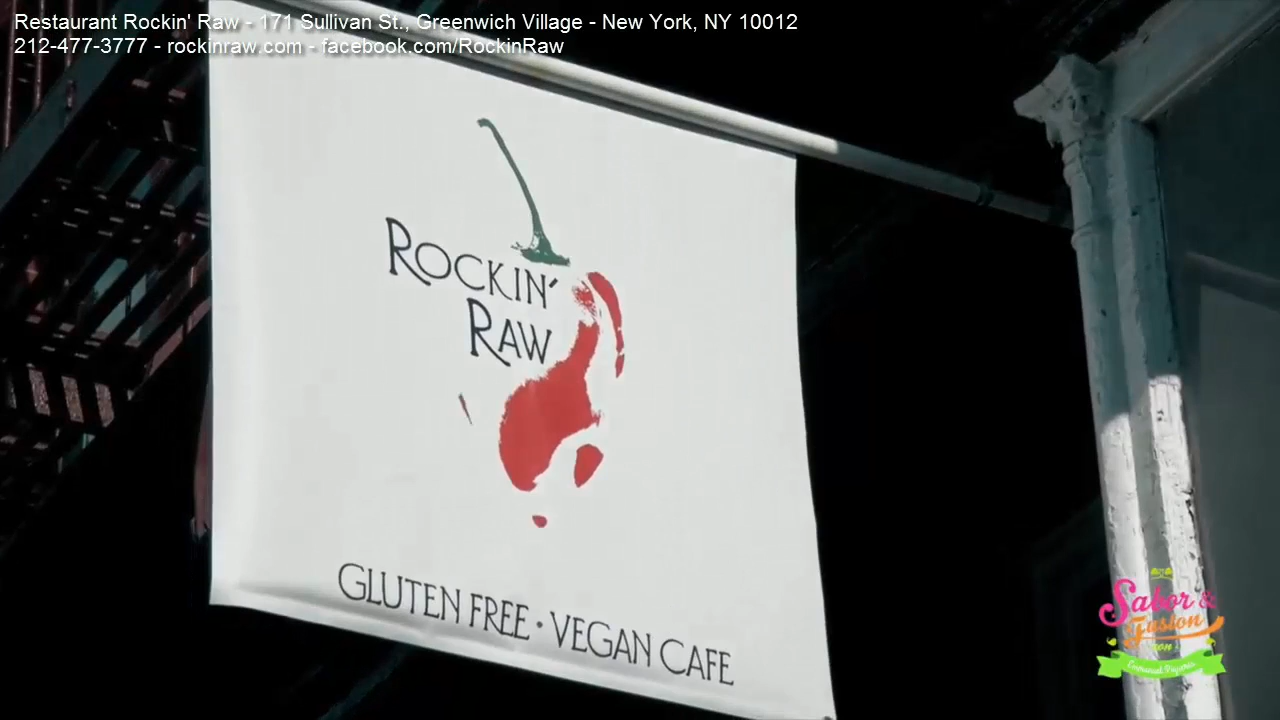 Restaurant Rockin' Raw - 171 Sullivan St., Greenwich Village - New York, NY 10012
212-477-3777 - rockinraw.com - facebook.com/RockinRaw
ROCKIN'
RAW
GLUTEN FREE · VEGAN CAFE
Sabor &
Fusion
con